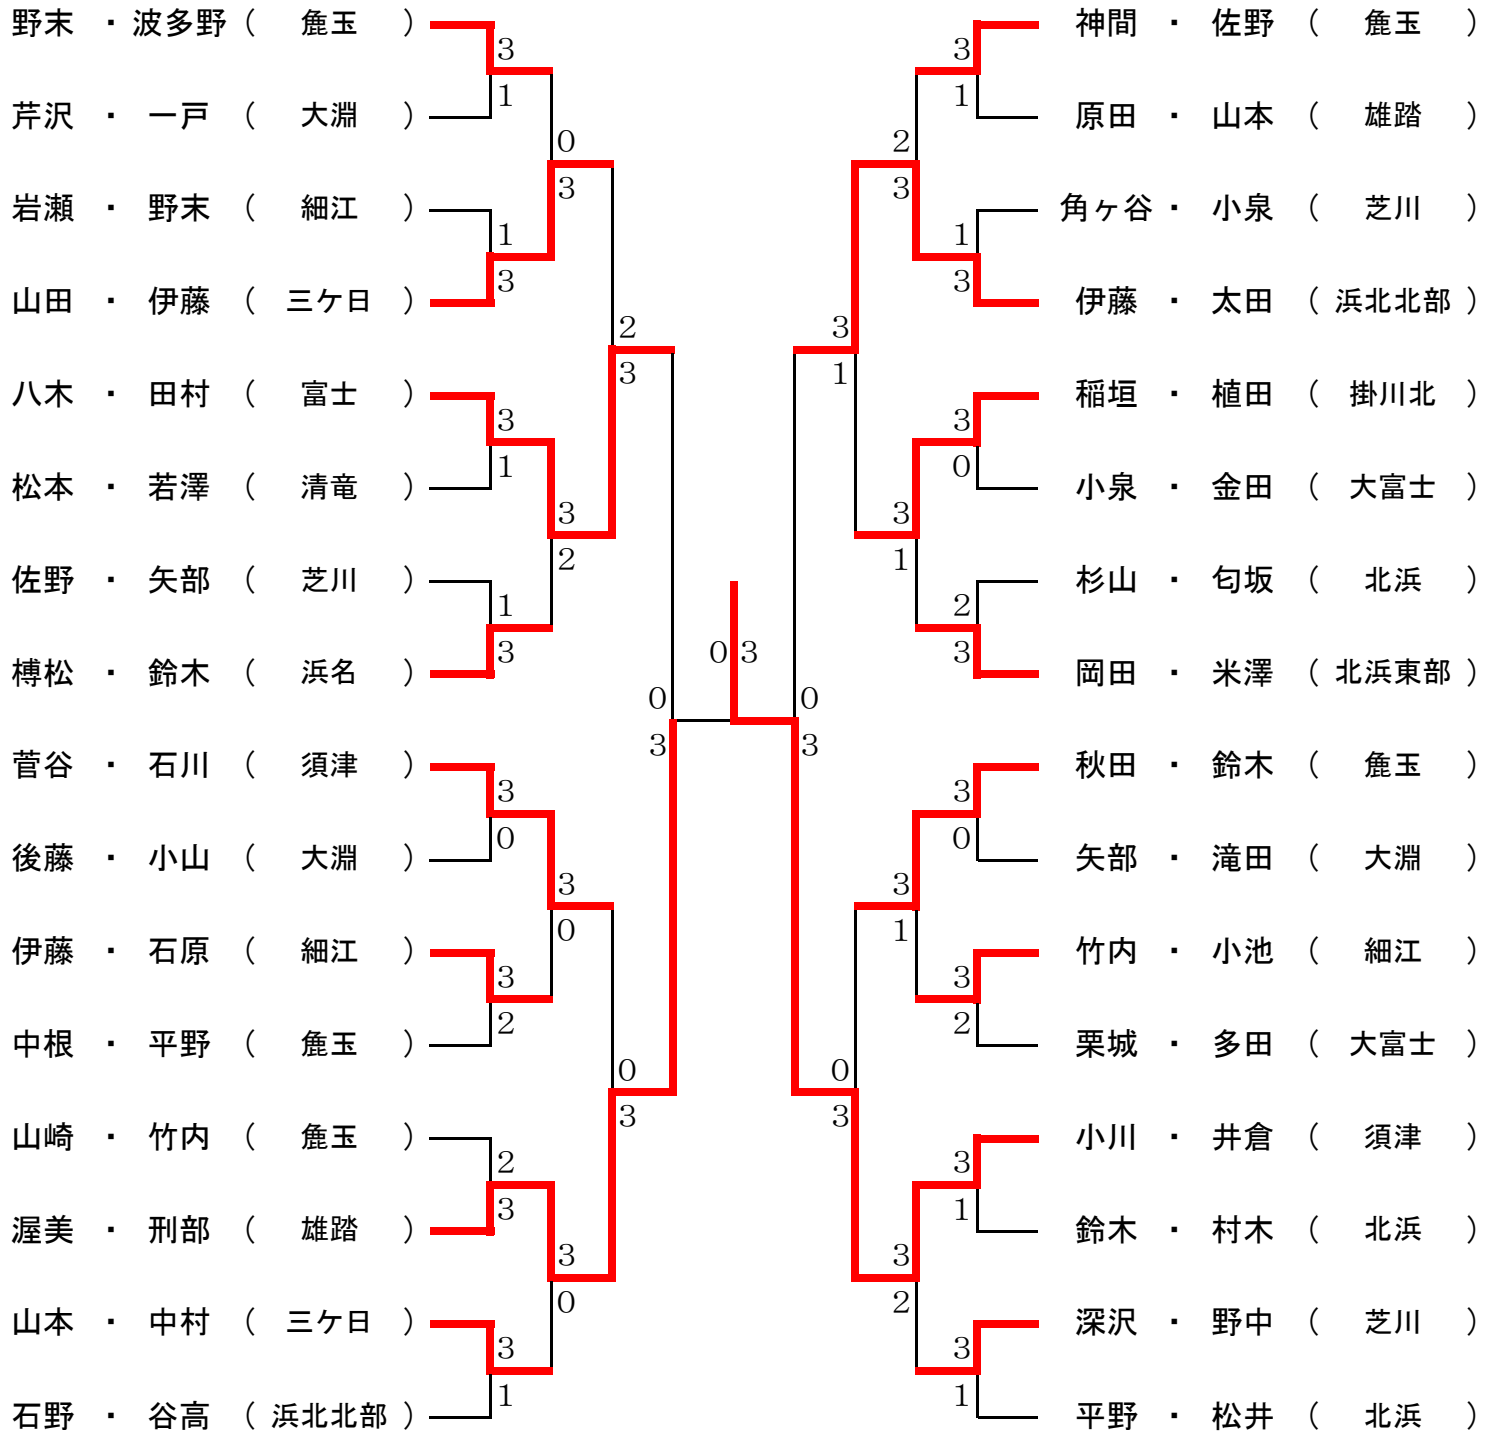 野末 ・ 波多野 （ 麁玉 ）
3
1
芹沢 ・ 一戸 （ 大淵 ）
0
3
岩瀬 ・ 野末 （ 細江 ）
1
3
山田 ・ 伊藤 （ 三ケ日 ）
2
3
八木 ・ 田村 （ 富士 ）
3
1
松本 ・ 若澤 （ 清竜 ）
3
2
佐野 ・ 矢部 （ 芝川 ）
1
3
榑松 ・ 鈴木 （ 浜名 ）
0
3
菅谷 ・ 石川 （ 須津 ）
3
0
後藤 ・ 小山 （ 大淵 ）
3
0
伊藤 ・ 石原 （ 細江 ）
3
2
中根 ・ 平野 （ 麁玉 ）
0
3
山崎 ・ 竹内 （ 麁玉 ）
2
3
渥美 ・ 刑部 （ 雄踏 ）
3
0
山本 ・ 中村 （ 三ケ日 ）
3
1
石野 ・ 谷高 （ 浜北北部 ）
0 3
神間 ・ 佐野 （ 麁玉 ）
3
1
原田 ・ 山本 （ 雄踏 ）
2
3
角ヶ谷 ・ 小泉 （ 芝川 ）
1
3
伊藤 ・ 太田 （ 浜北北部 ）
3
1
稲垣 ・ 植田 （ 掛川北 ）
3
0
小泉 ・ 金田 （ 大富士 ）
3
1
杉山 ・ 匂坂 （ 北浜 ）
2
3
岡田 ・ 米澤 （ 北浜東部 ）
0
3
秋田 ・ 鈴木 （ 麁玉 ）
3
0
矢部 ・ 滝田 （ 大淵 ）
3
1
竹内 ・ 小池 （ 細江 ）
3
2
栗城 ・ 多田 （ 大富士 ）
0
3
小川 ・ 井倉 （ 須津 ）
3
1
鈴木 ・ 村木 （ 北浜 ）
3
2
深沢 ・ 野中 （ 芝川 ）
3
1
平野 ・ 松井 （ 北浜 ）